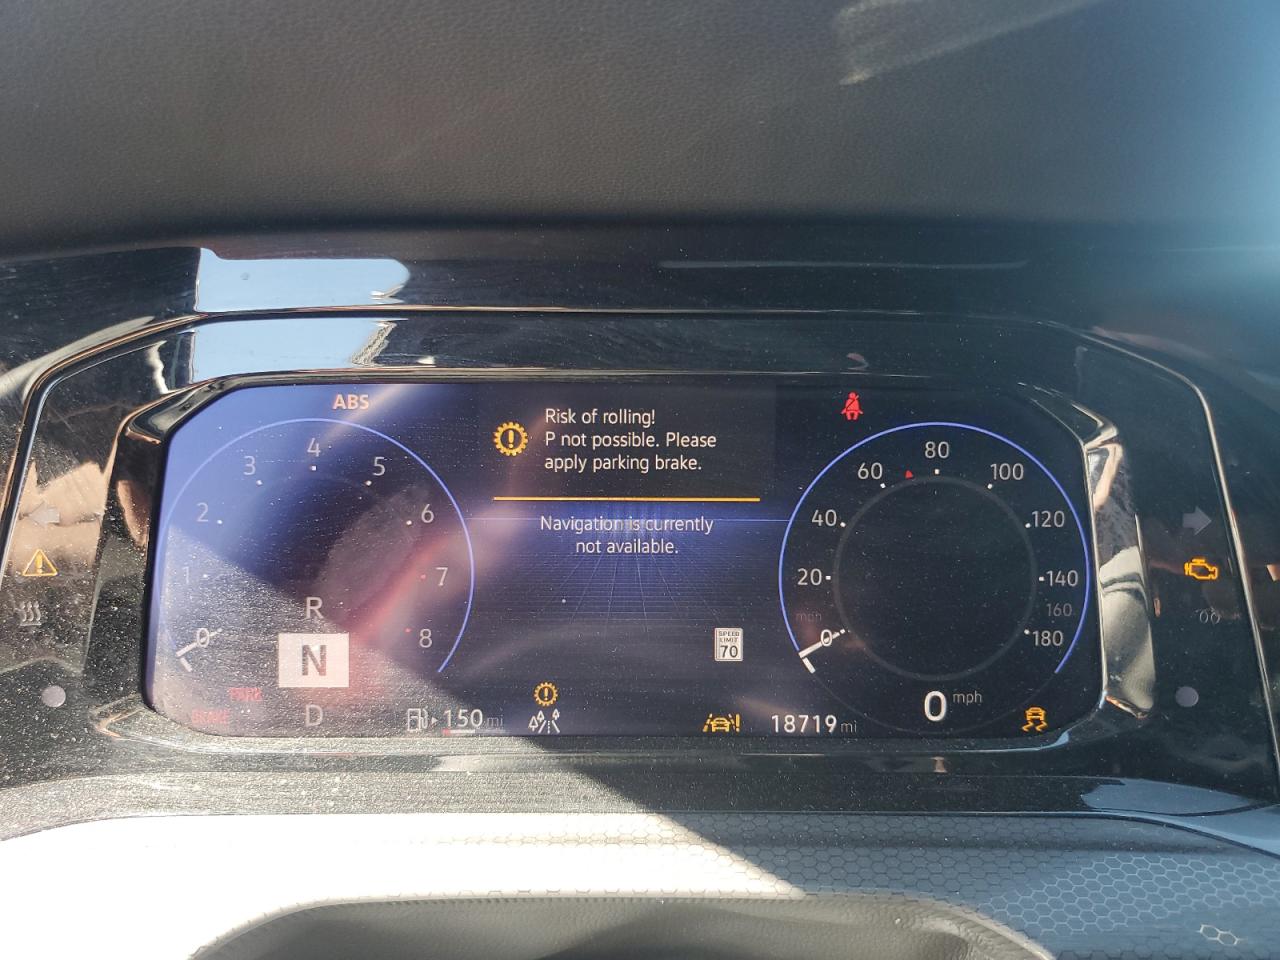 ABS
Risk of rolling!
P not possible. Please
apply parking brake.
Navigation is currently
not available.
0
1
2
3
4
5
6
7
8
R
N
D
PARK
BRAKE
150 mi
SPEED
LIMIT
70
18719 mi
mph
0
20
40
60
80
100
120
140
160
180
0 mph